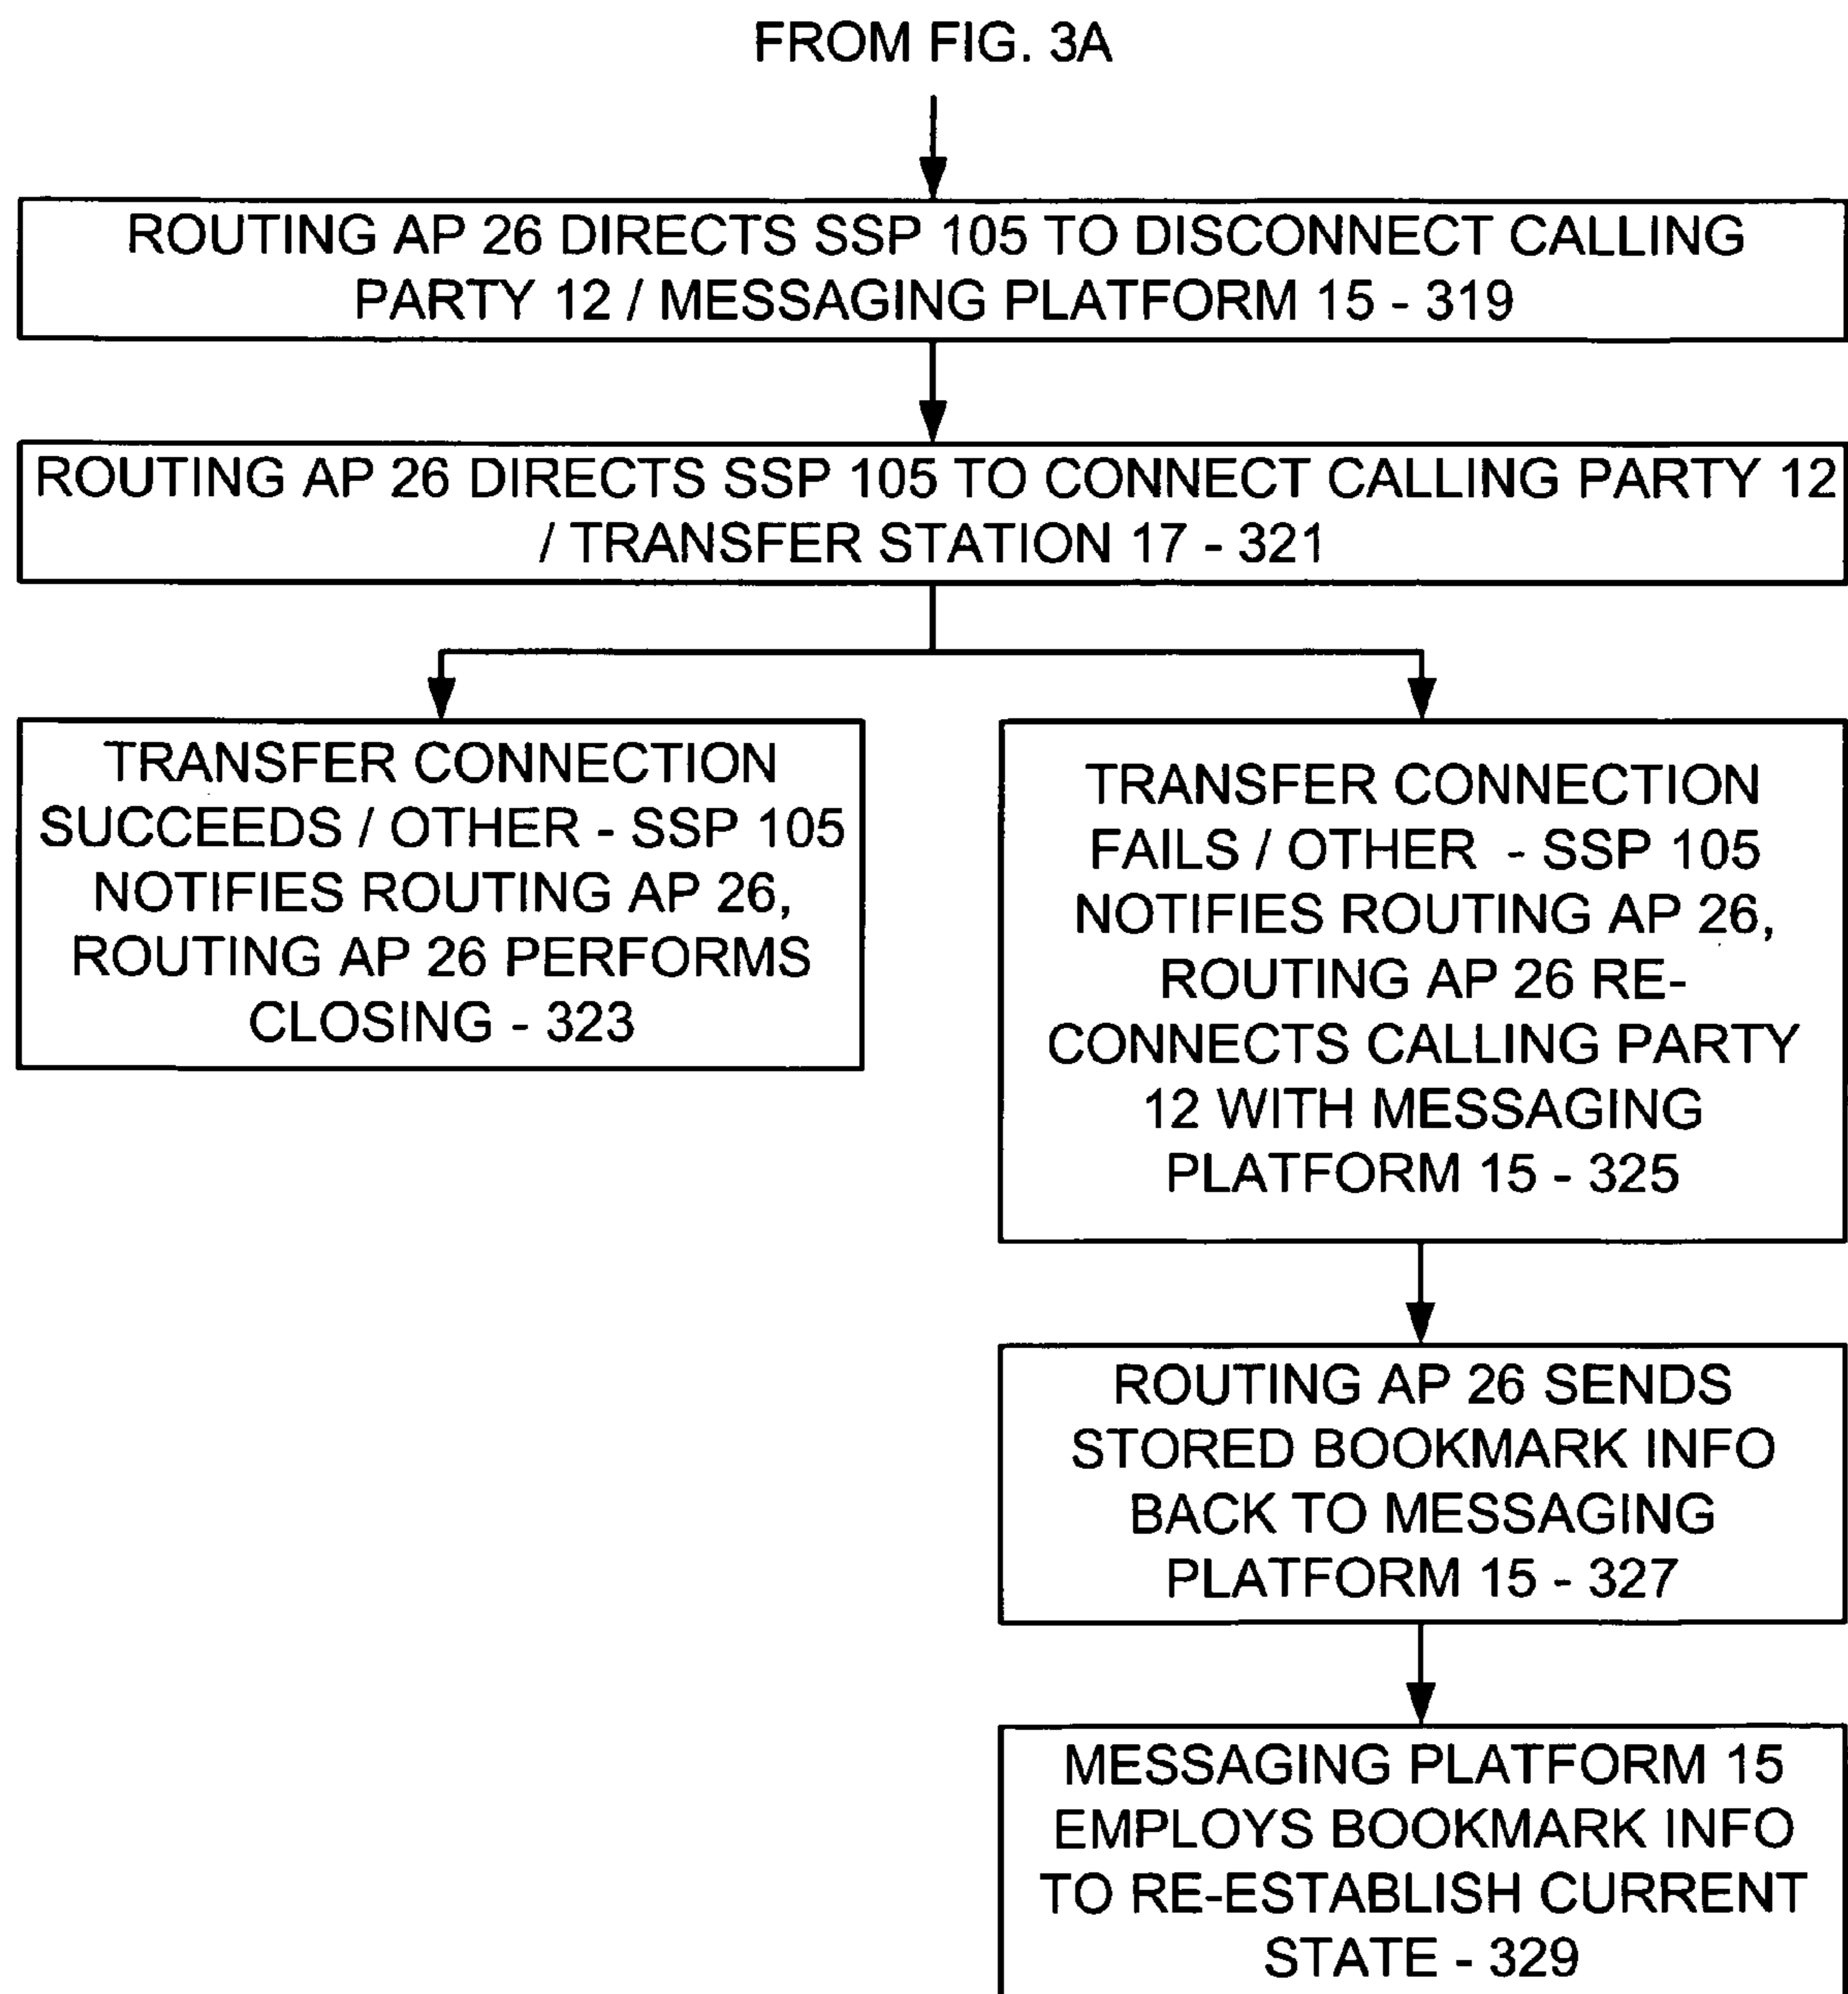 FROM FIG. 3A
ROUTING AP 26 DIRECTS SSP 105 TO DISCONNECT CALLING
PARTY 12 / MESSAGING PLATFORM 15 - 319
ROUTING AP 26 DIRECTS SSP 105 TO CONNECT CALLING PARTY 12
/ TRANSFER STATION 17 - 321
TRANSFER CONNECTION
SUCCEEDS / OTHER - SSP 105
NOTIFIES ROUTING AP 26,
ROUTING AP 26 PERFORMS
CLOSING - 323
TRANSFER CONNECTION
FAILS / OTHER - SSP 105
NOTIFIES ROUTING AP 26,
ROUTING AP 26 RE-
CONNECTS CALLING PARTY
12 WITH MESSAGING
PLATFORM 15 - 325
ROUTING AP 26 SENDS
STORED BOOKMARK INFO
BACK TO MESSAGING
PLATFORM 15 - 327
MESSAGING PLATFORM 15
EMPLOYS BOOKMARK INFO
TO RE-ESTABLISH CURRENT
STATE - 329